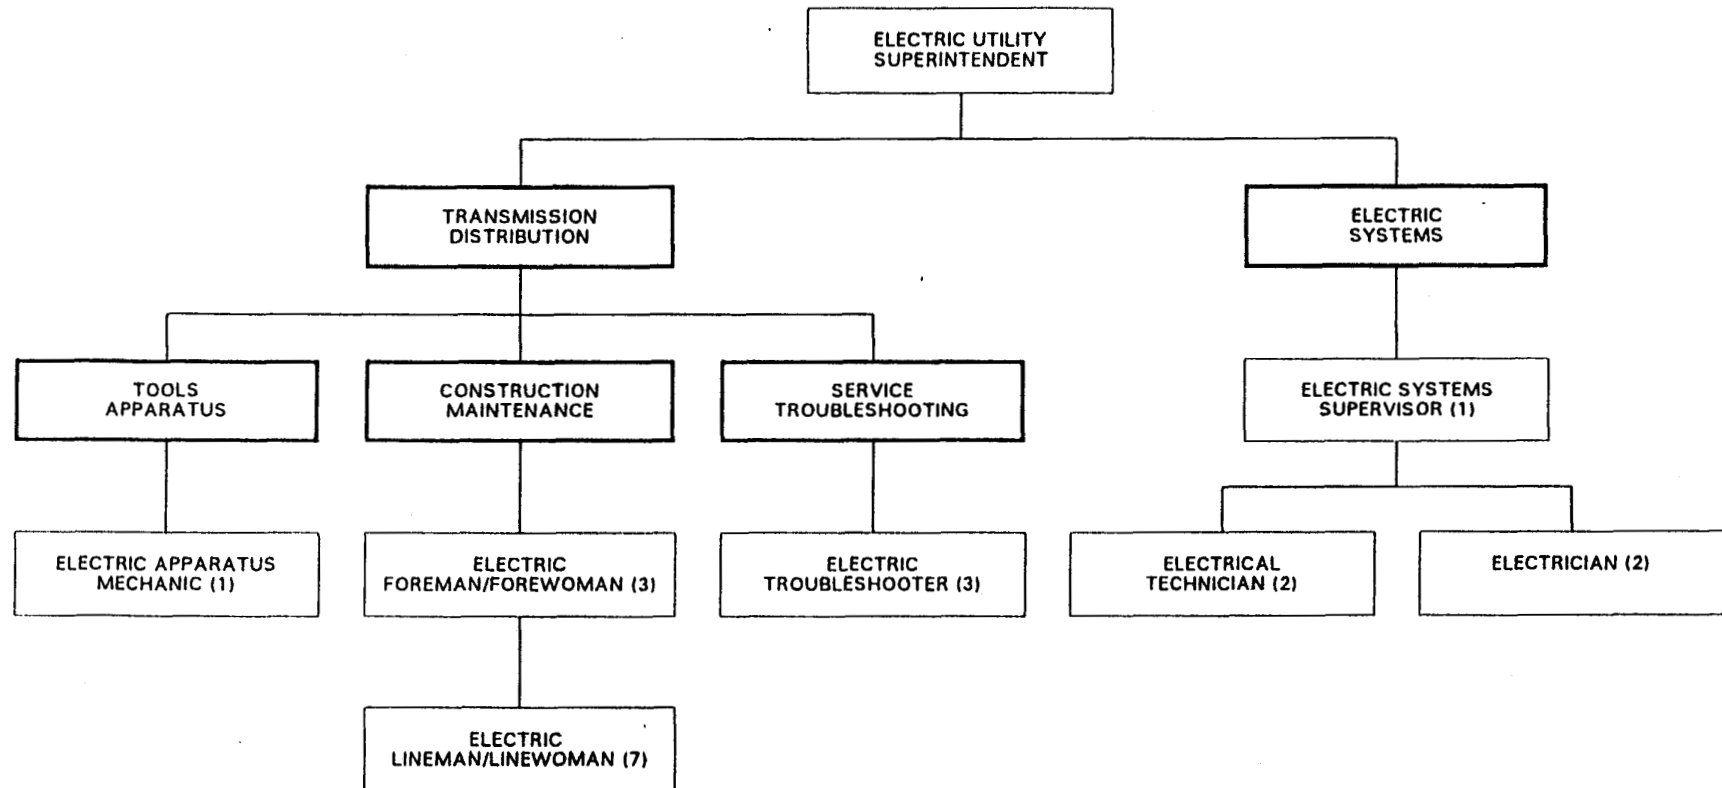 ELECTRIC UTILITY
SUPERINTENDENT
TRANSMISSION
DISTRIBUTION
ELECTRIC
SYSTEMS
TOOLS
APPARATUS
CONSTRUCTION
MAINTENANCE
SERVICE
TROUBLESHOOTING
ELECTRIC SYSTEMS
SUPERVISOR (1)
ELECTRIC APPARATUS
MECHANIC (1)
ELECTRIC
FOREMAN/FOREWOMAN (3)
ELECTRIC
TROUBLESHOOTER (3)
ELECTRICAL
TECHNICIAN (2)
ELECTRICIAN (2)
ELECTRIC
LINEMAN/LINEWOMAN (7)